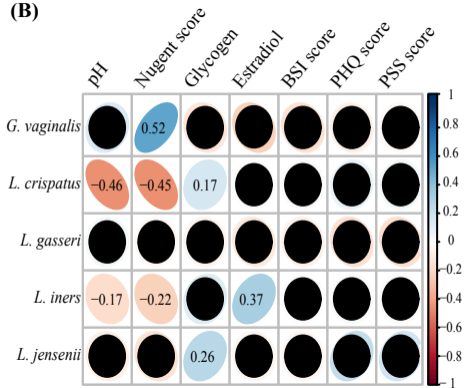 (B)
pH Nugent score Glycogen Estradiol BSI score PHQ score PSS score
G. vaginalis 0.52
L. crispatus −0.46 −0.45 0.17
L. gasseri
L. iners −0.17 −0.22 0.37
L. jensenii 0.26
1
0.8
0.6
0.4
0.2
0
−0.2
−0.4
−0.6
−0.8
−1